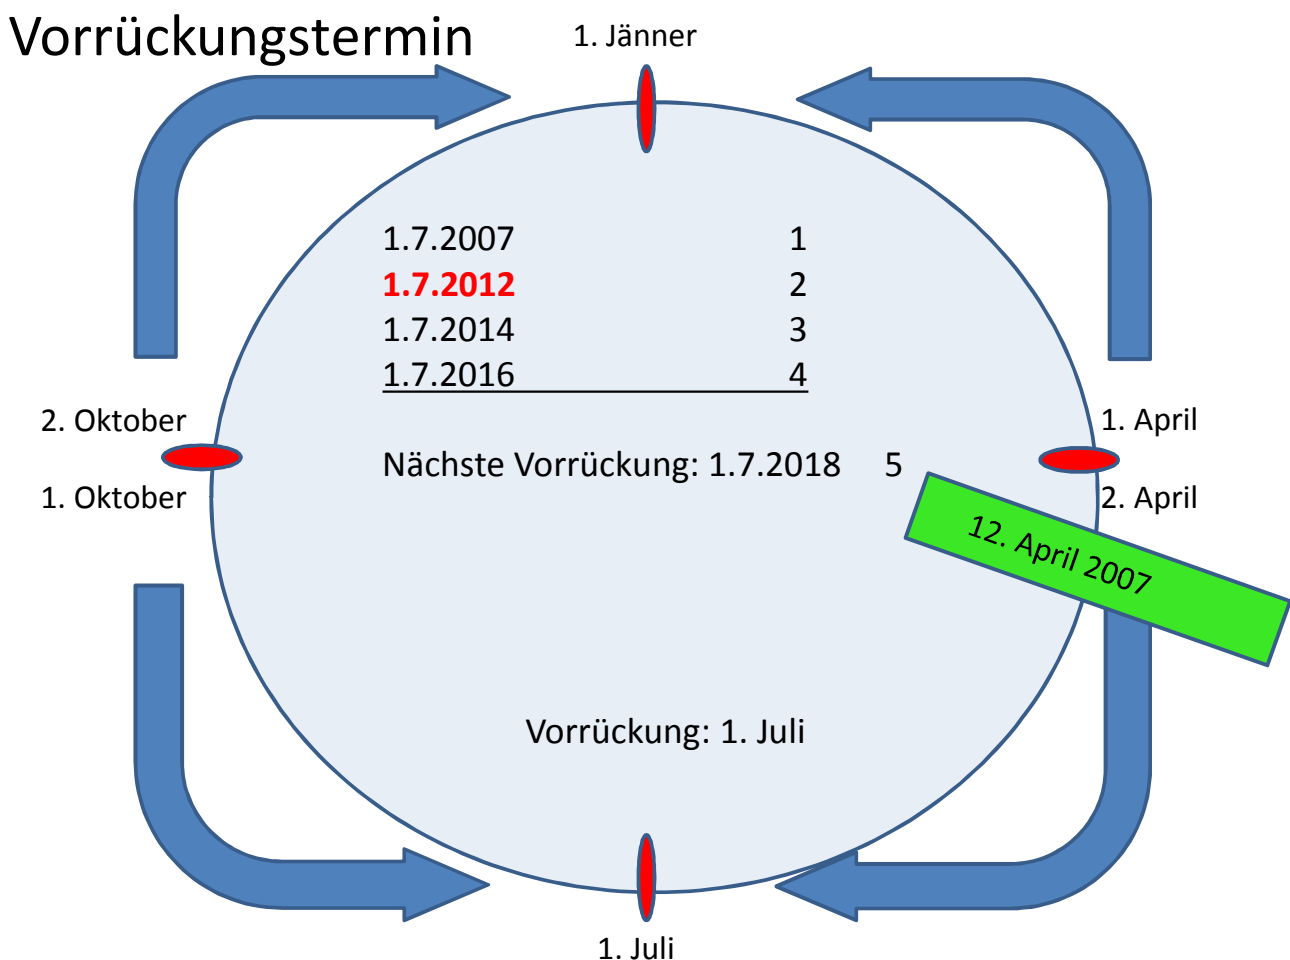 Vorrückungstermin
1. Jänner
1.7.2007 1
1.7.2012 2
1.7.2014 3
1.7.2016 4
2. Oktober
1. April
Nächste Vorrückung: 1.7.2018 5
1. Oktober
2. April
12. April 2007
Vorrückung: 1. Juli
1. Juli